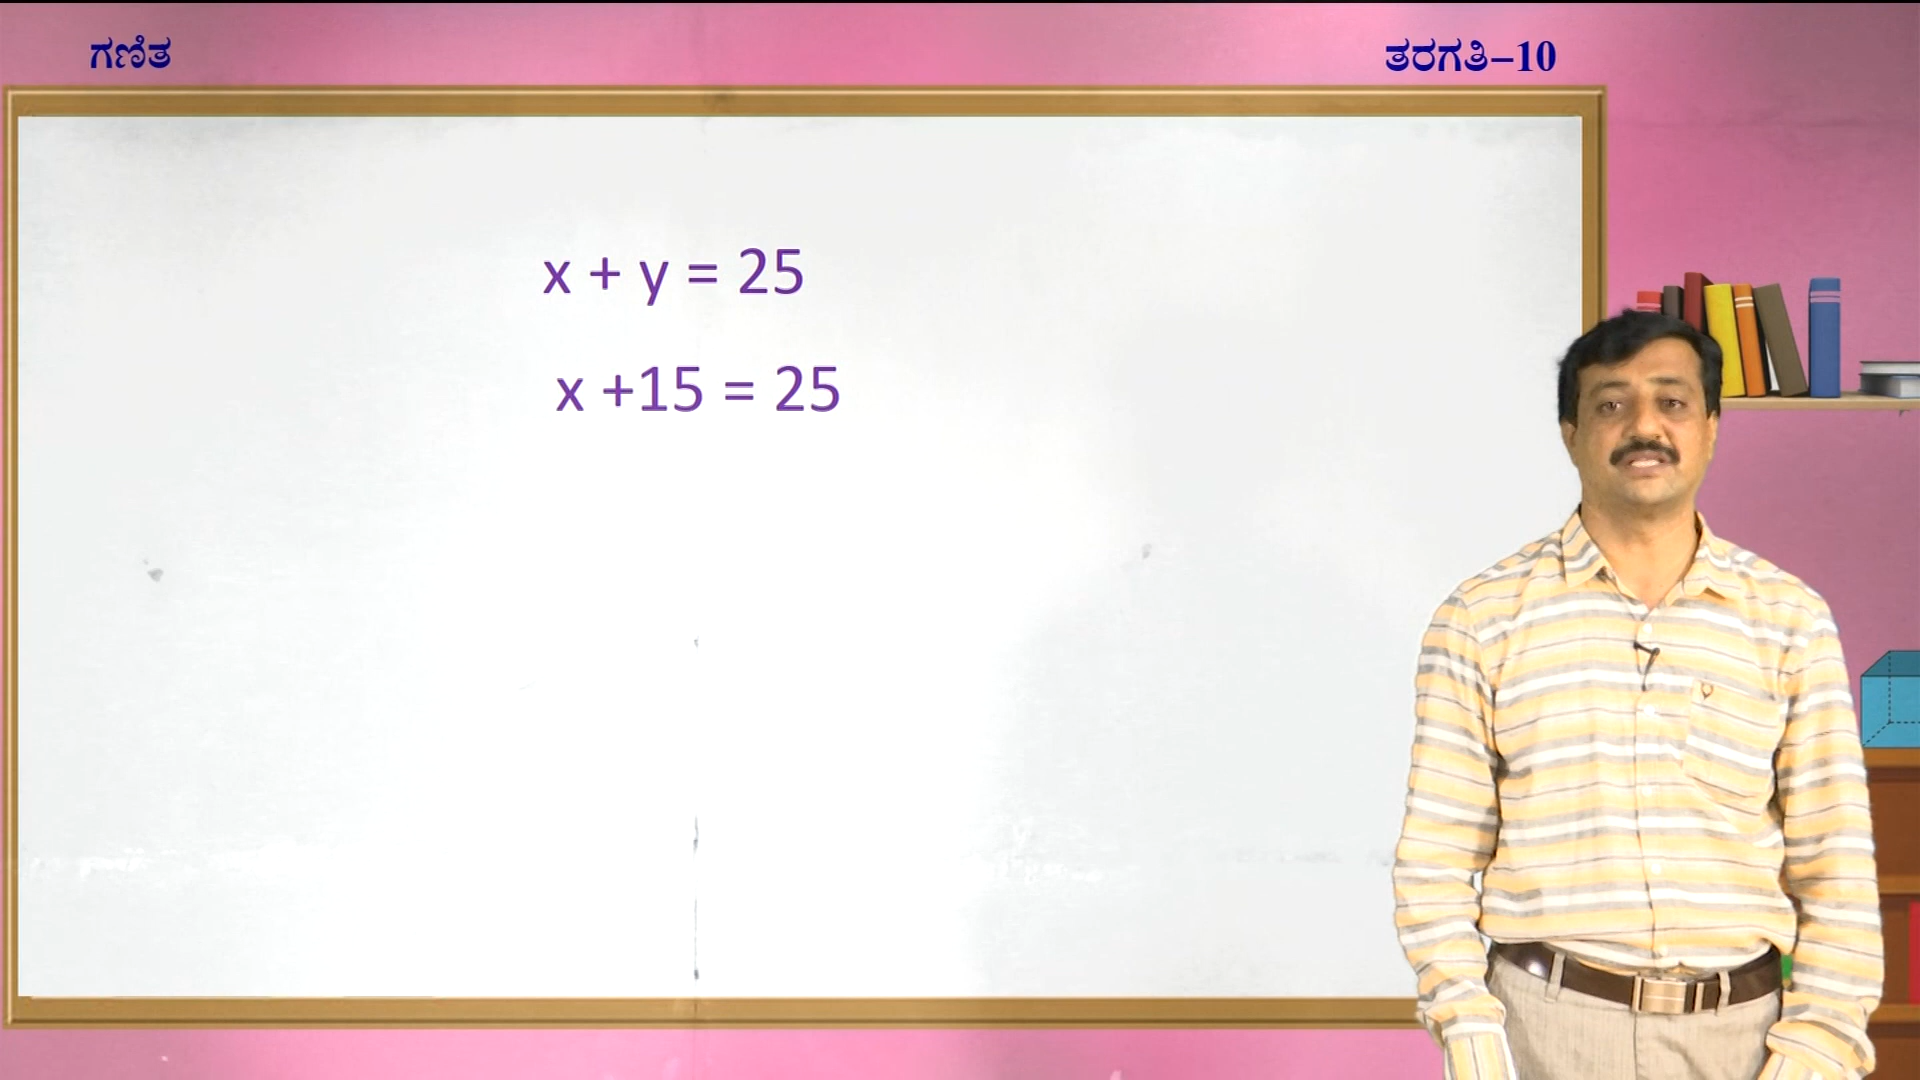 ಗಣಿತ
ತರಗತಿ–10
x + y = 25
x +15 = 25